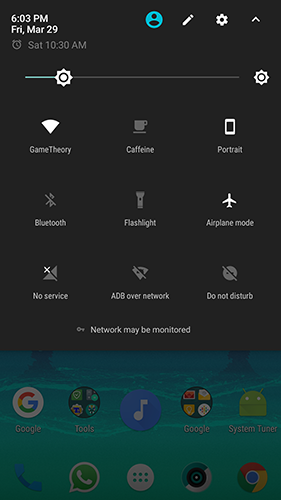 6:03 PM
Fri, Mar 29
Sat 10:30 AM
GameTheory Caffeine Portrait
Bluetooth Flashlight Airplane mode
No service ADB over network Do not disturb
Network may be monitored
Google Tools Google System Tuner